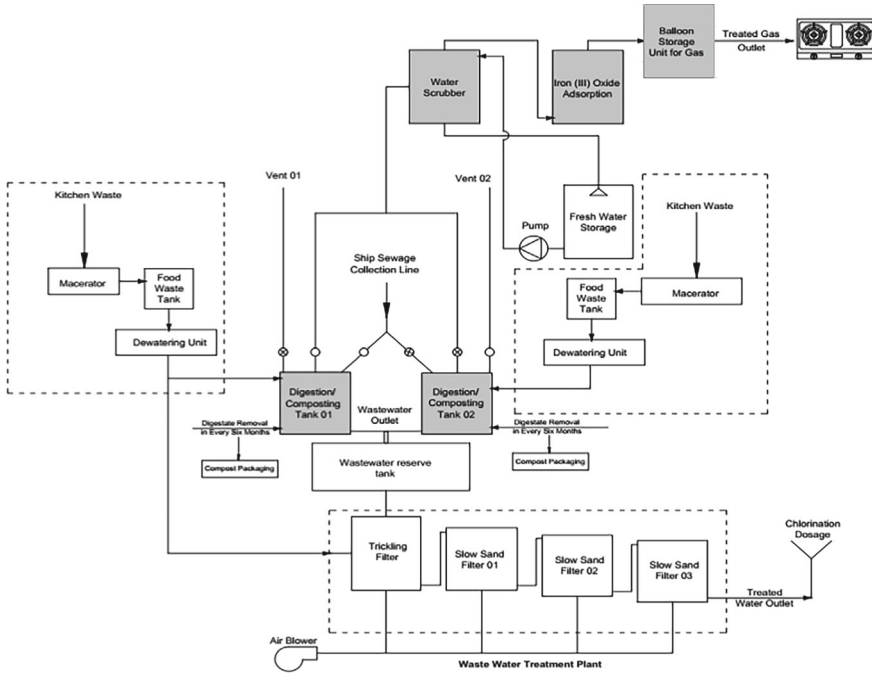 Balloon
Storage
Unit for Gas
Treated Gas
Outlet
Water
Scrubber
Iron (III) Oxide
Adsorption
Vent 01
Vent 02
Kitchen Waste
Kitchen Waste
Pump
Fresh Water
Storage
Ship Sewage
Collection Line
Macerator
Food
Waste
Tank
Food
Waste
Tank
Macerator
Dewatering Unit
Dewatering Unit
Digestion/
Composting
Tank 01
Wastewater
Outlet
Digestion/
Composting
Tank 02
Digestate Removal
in Every Six Months
Digestate Removal
in Every Six Months
Compost Packaging
Compost Packaging
Wastewater reserve
tank
Trickling
Filter
Slow Sand
Filter 01
Slow Sand
Filter 02
Slow Sand
Filter 03
Chlorination
Dosage
Treated
Water Outlet
Air Blower
Waste Water Treatment Plant